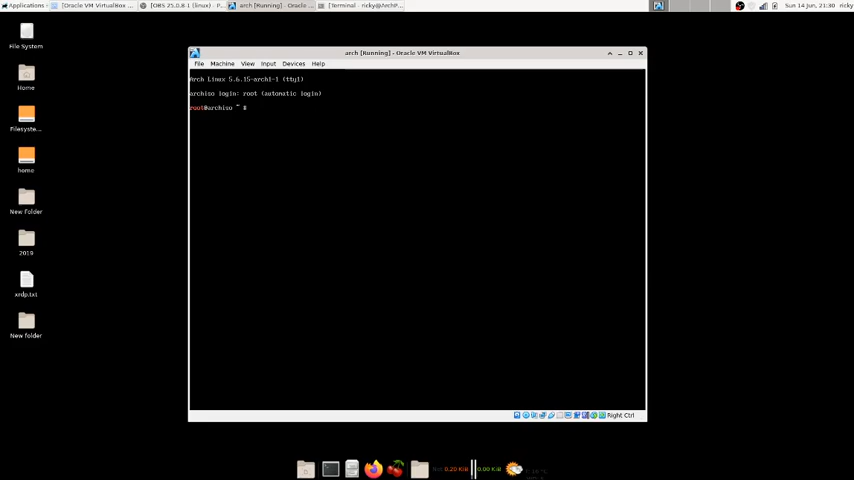 Applications
[Oracle VM VirtualBox ...
[OBS 25.0.8-1 (linux) - P...
arch [Running] - Oracle ...
[Terminal - ricky@ArchP...
Sun 14 Jun, 21:30
ricky
File System
Home
Filesyste...
home
New folder
2019
xrdp.txt
New folder
arch [Running] - Oracle VM VirtualBox
File Machine View Input Devices Help
Arch Linux 5.6.15-arch1-1 (tty1)
archiso login: root (automatic login)
root@archiso ~ #
Right Ctrl
0.20 KiB
0.00 KiB